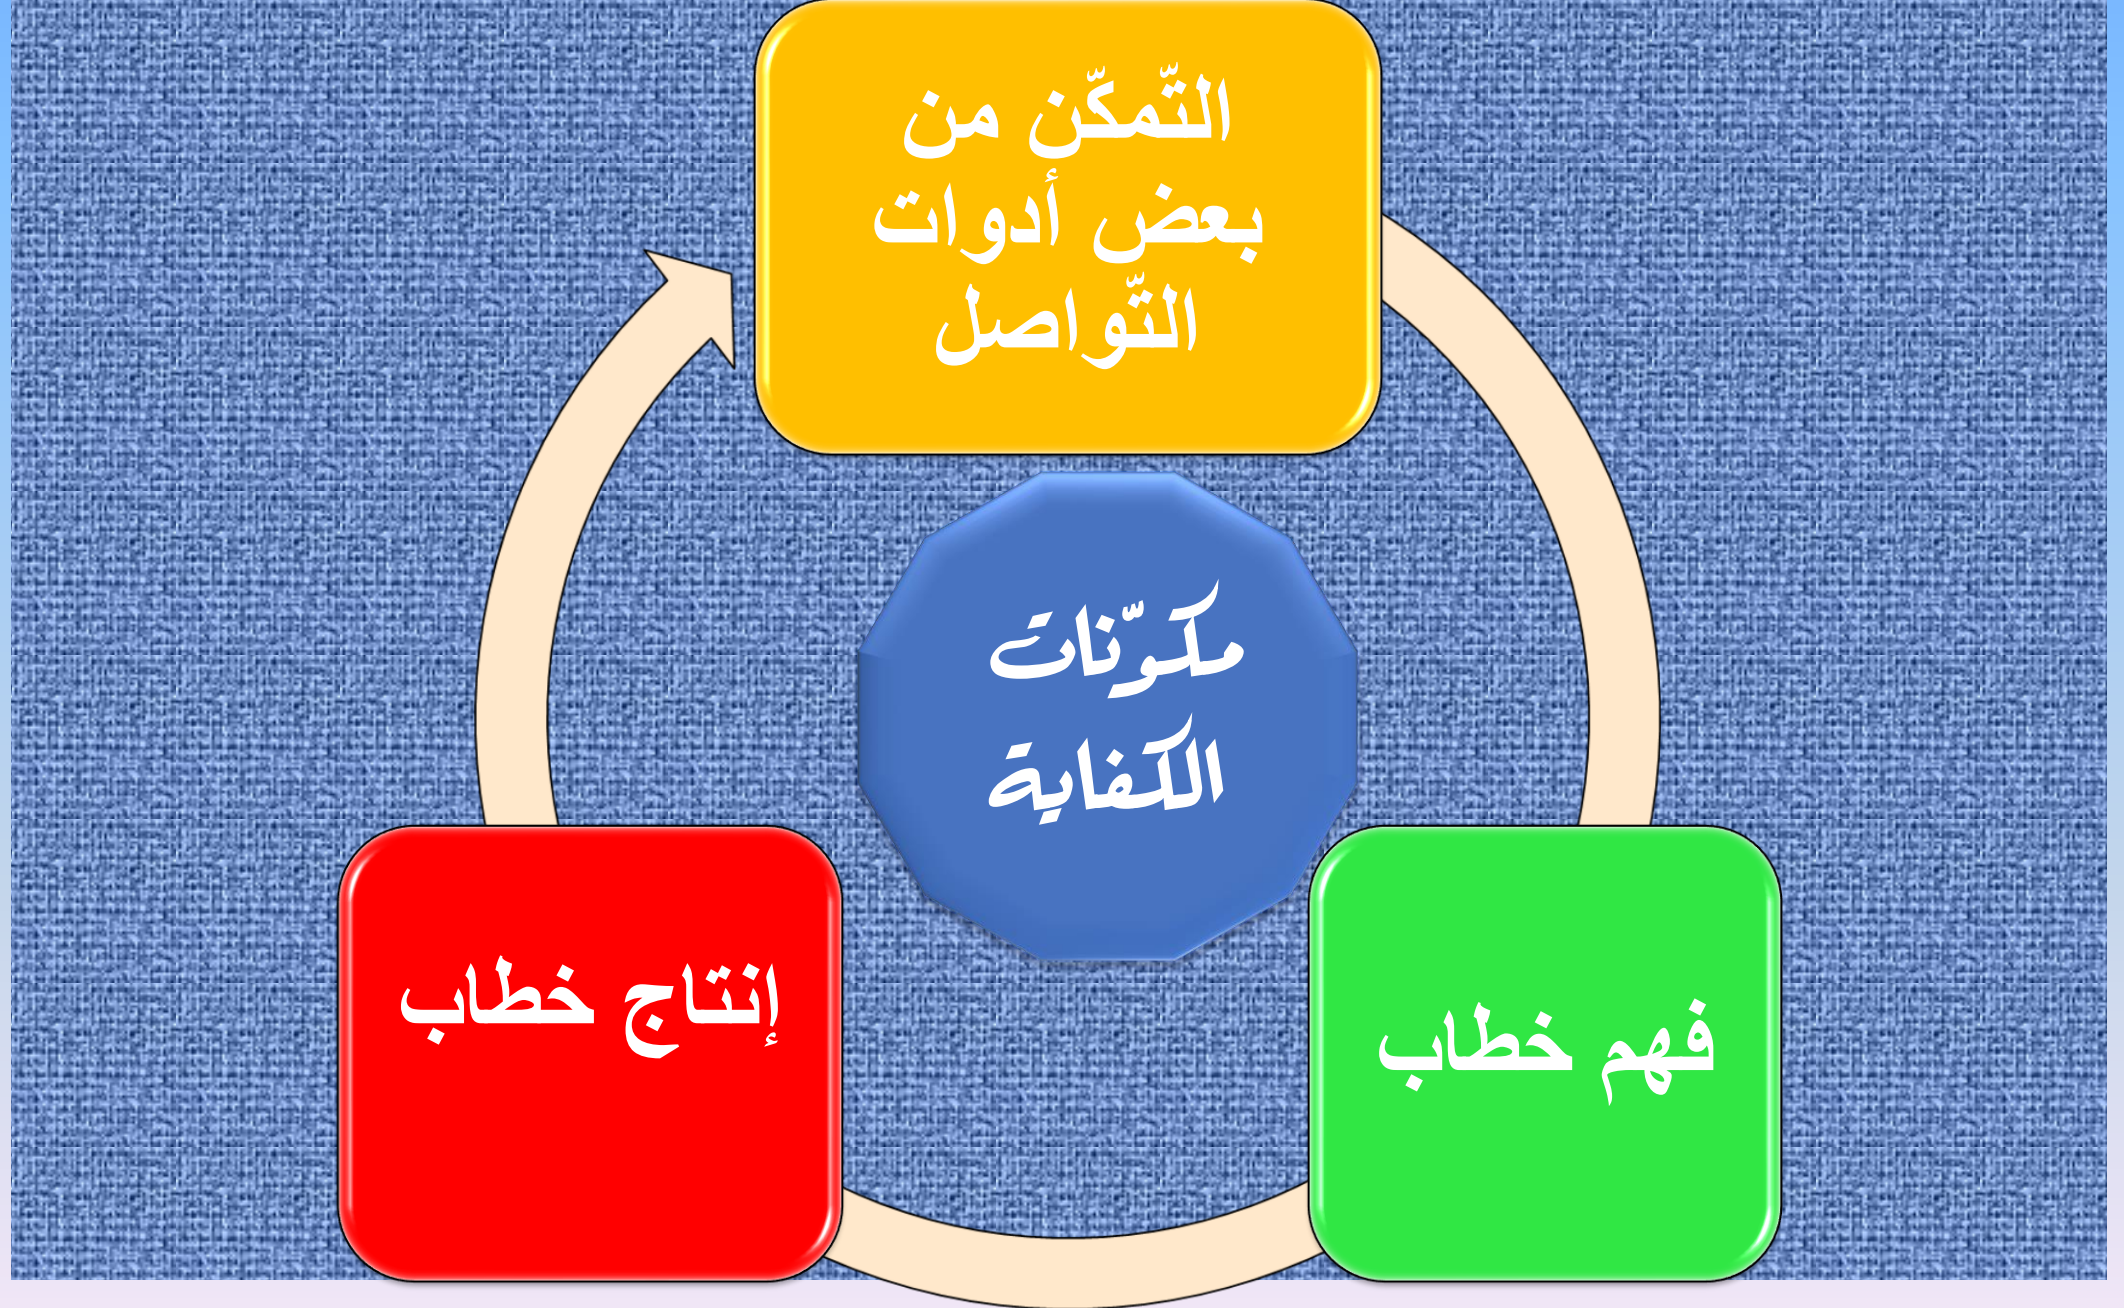 التّمكّن من
بعض أدوات
التّواصل
مكوّنات
الكفاية
فهم خطاب
إنتاج خطاب